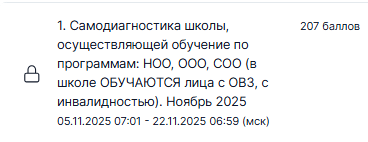 1. Самодиагностика школы, 207 баллов
осуществляющей обучение по
программам: НОО, ООО, СОО (в
школе ОБУЧАЮТСЯ лица с ОВЗ, с
инвалидностью). Ноябрь 2025
05.11.2025 07:01 - 22.11.2025 06:59 (мск)